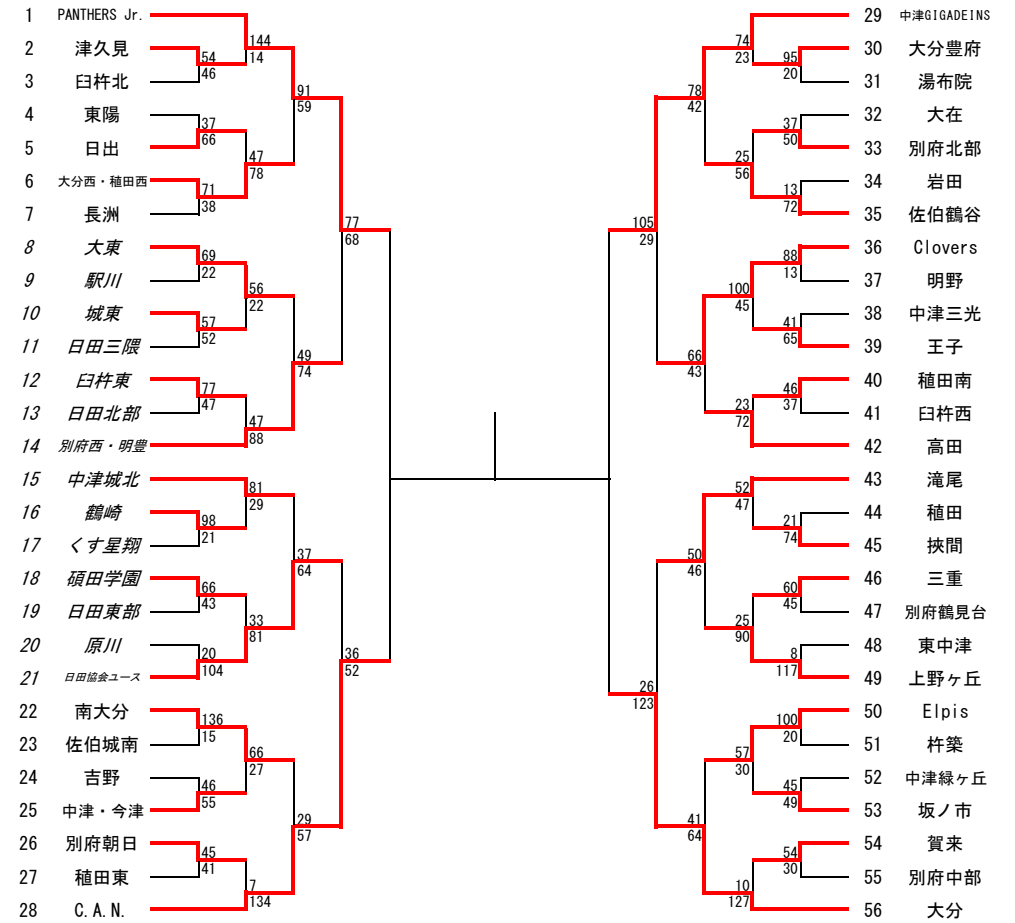 1 PANTHERS Jr.
2 津久見
3 臼杵北
4 東陽
5 日出
6 大分西・稙田西
7 長洲
8 大東
9 駅川
10 城東
11 日田三隈
12 臼杵東
13 日田北部
14 別府西・明豊
15 中津城北
16 鶴崎
17 くす星翔
18 碩田学園
19 日田東部
20 原川
21 日田協会ユース
22 南大分
23 佐伯城南
24 吉野
25 中津・今津
26 別府朝日
27 稙田東
28 C.A.N.
54
46
37
66
71
38
69
22
57
52
77
47
98
21
66
43
20
104
136
15
46
55
45
41
144
14
47
78
56
22
47
88
81
29
33
81
66
27
7
134
91
59
49
74
37
64
29
57
77
68
36
52
105
29
26
123
78
42
66
43
50
46
41
64
74
23
25
56
100
45
23
72
52
47
25
90
57
30
10
127
95
20
37
50
13
72
88
13
41
65
46
37
21
74
60
45
8
117
100
20
45
49
54
30
29 中津GIGADEINS
30 大分豊府
31 湯布院
32 大在
33 別府北部
34 岩田
35 佐伯鶴谷
36 Clovers
37 明野
38 中津三光
39 王子
40 稙田南
41 臼杵西
42 高田
43 滝尾
44 稙田
45 挾間
46 三重
47 別府鶴見台
48 東中津
49 上野ヶ丘
50 Elpis
51 杵築
52 中津緑ヶ丘
53 坂ノ市
54 賀来
55 別府中部
56 大分